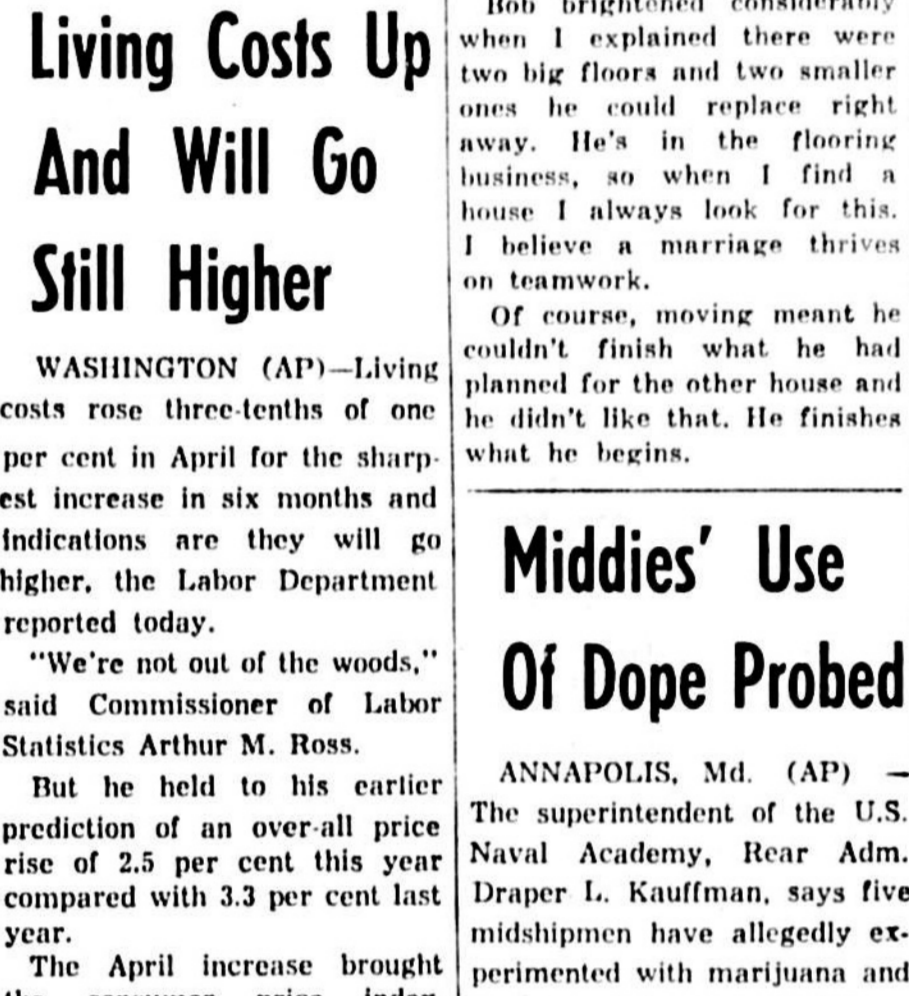 Living Costs Up
And Will Go
Still Higher
WASHINGTON (AP)—Living
costs rose three-tenths of one
per cent in April for the sharp-
est increase in six months and
indications are they will go
higher, the Labor Department
reported today.
"We're not out of the woods,"
said Commissioner of Labor
Statistics Arthur M. Ross.
But he held to his earlier
prediction of an over-all price
rise of 2.5 per cent this year
compared with 3.3 per cent last
year.
The April increase brought
the consumer price index
Bob brightened considerably
when I explained there were
two big floors and two smaller
ones he could replace right
away. He's in the flooring
business, so when I find a
house I always look for this.
I believe a marriage thrives
on teamwork.
Of course, moving meant he
couldn't finish what he had
planned for the other house and
he didn't like that. He finishes
what he begins.
Middies' Use
Of Dope Probed
ANNAPOLIS, Md. (AP) —
The superintendent of the U.S.
Naval Academy, Rear Adm.
Draper L. Kauffman, says five
midshipmen have allegedly ex-
perimented with marijuana and